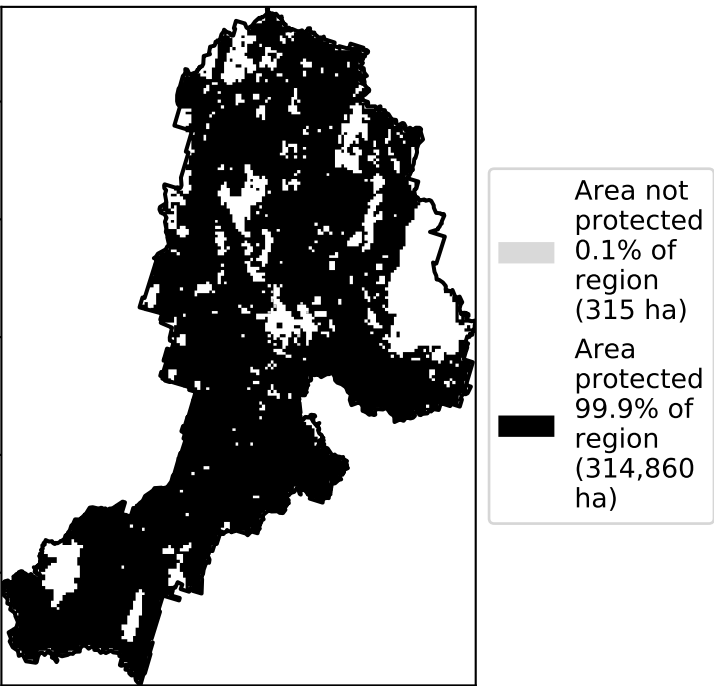 Area not
protected
0.1% of
region
(315 ha)
Area
protected
99.9% of
region
(314,860
ha)